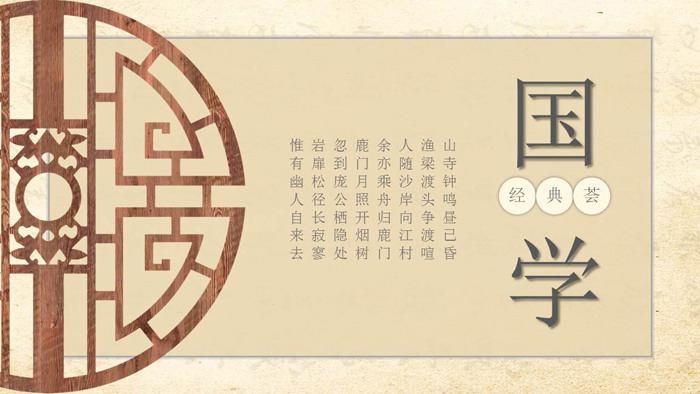 国学
经典荟
山寺钟鸣昼己昏
渔梁渡头争渡喧
人随沙岸向江村
余亦乘舟归鹿门
鹿门月照开烟树
忽到庞公栖隐处
岩扉松径长寂寥
惟有幽人自来去